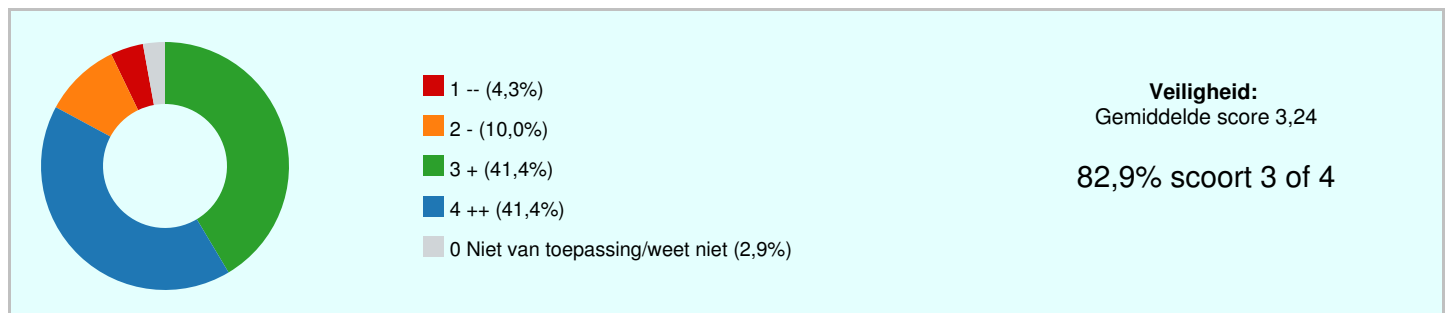 1 -- (4,3%)
2 - (10,0%)
3 + (41,4%)
4 ++ (41,4%)
0 Niet van toepassing/weet niet (2,9%)
Veiligheid:
Gemiddelde score 3,24
82,9% scoort 3 of 4